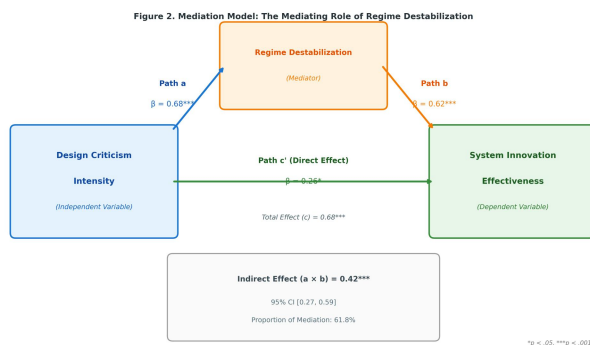 Figure 2. Mediation Model: The Mediating Role of Regime Destabilization
Regime Destabilization
(Mediator)
Path a
β = 0.68***
Path b
β = 0.62***
Design Criticism
Intensity
(Independent Variable)
Path c' (Direct Effect)
β = 0.26*
Total Effect (c) = 0.68***
System Innovation
Effectiveness
(Dependent Variable)
Indirect Effect (a × b) = 0.42***
95% CI [0.27, 0.59]
Proportion of Mediation: 61.8%
*p < .05, ***p < .001